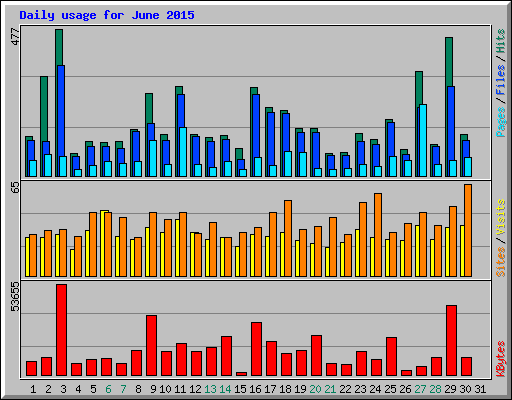 Daily usage for June 2015
477
Pages / Files / Hits
65
Sites / Visits
53655
KBytes
1 2 3 4 5 6 7 8 9 10 11 12 13 14 15 16 17 18 19 20 21 22 23 24 25 26 27 28 29 30 31